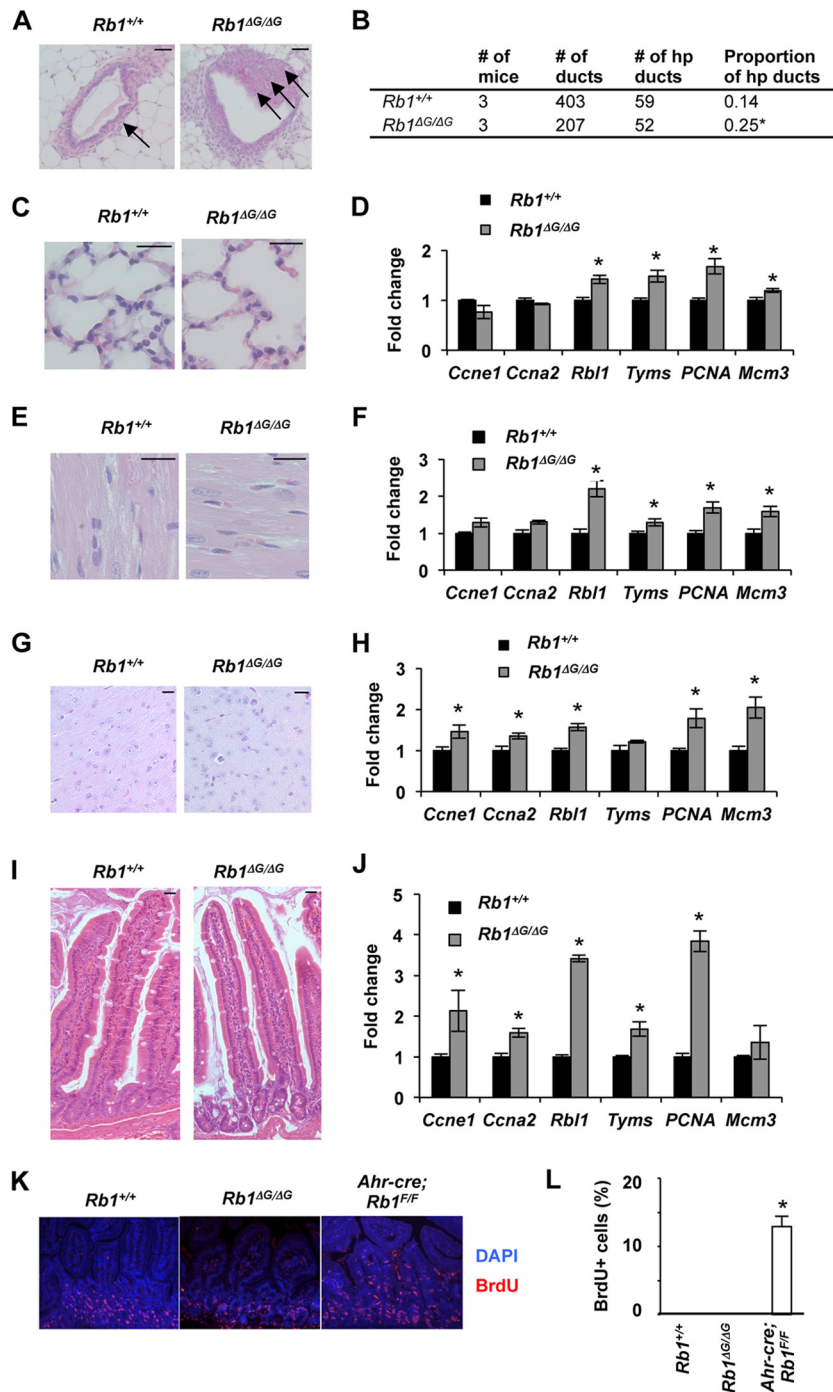 A
Rb1+/+
Rb1ΔG/ΔG
B
# of mice # of ducts # of hp ducts Proportion of hp ducts
Rb1+/+ 3 403 59 0.14
Rb1ΔG/ΔG 3 207 52 0.25*
C
Rb1+/+
Rb1ΔG/ΔG
D
Rb1+/+
Rb1ΔG/ΔG
Fold change
2
1
0
* * * *
Ccne1 Ccna2 Rbl1 Tyms PCNA Mcm3
E
Rb1+/+
Rb1ΔG/ΔG
F
Rb1+/+
Rb1ΔG/ΔG
Fold change
3
2
1
0
* * * *
Ccne1 Ccna2 Rbl1 Tyms PCNA Mcm3
G
Rb1+/+
Rb1ΔG/ΔG
H
Rb1+/+
Rb1ΔG/ΔG
Fold change
3
2
1
0
* * * * *
Ccne1 Ccna2 Rbl1 Tyms PCNA Mcm3
I
Rb1+/+
Rb1ΔG/ΔG
J
Rb1+/+
Rb1ΔG/ΔG
Fold change
5
4
3
2
1
0
* * * * *
Ccne1 Ccna2 Rbl1 Tyms PCNA Mcm3
K
Rb1+/+
Rb1ΔG/ΔG
Ahr-cre;
Rb1F/F
DAPI
BrdU
L
BrdU+ cells (%)
20
10
0
*
Rb1+/+
Rb1ΔG/ΔG
Ahr-cre;
Rb1F/F